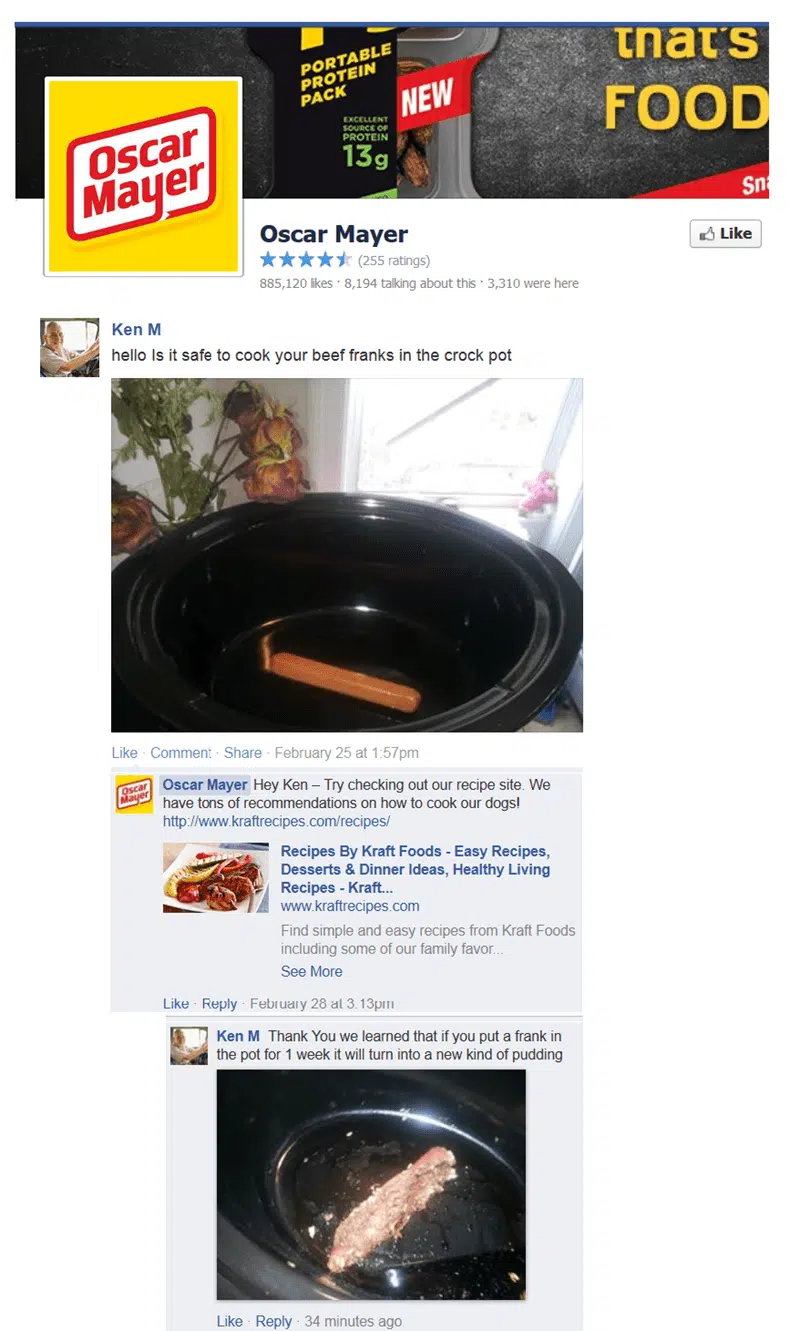 that's
FOOD
PORTABLE
PROTEIN
PACK
NEW
EXCELLENT
SOURCE OF
PROTEIN
13g
Oscar
Mayer
Oscar Mayer
(255 ratings)
Like
885,120 likes · 8,194 talking about this · 3,310 were here
Ken M
hello Is it safe to cook your beef franks in the crock pot
Like · Comment · Share · February 25 at 1:57pm
Oscar
Mayer
Oscar Mayer Hey Ken – Try checking out our recipe site. We
have tons of recommendations on how to cook our dogs!
http://www.kraftrecipes.com/recipes/
Recipes By Kraft Foods - Easy Recipes,
Desserts & Dinner Ideas, Healthy Living
Recipes - Kraft...
www.kraftrecipes.com
Find simple and easy recipes from Kraft Foods
including some of our family favor...
See More
Like · Reply · February 28 at 3:13pm
Ken M Thank You we learned that if you put a frank in
the pot for 1 week it will turn into a new kind of pudding
Like · Reply · 34 minutes ago